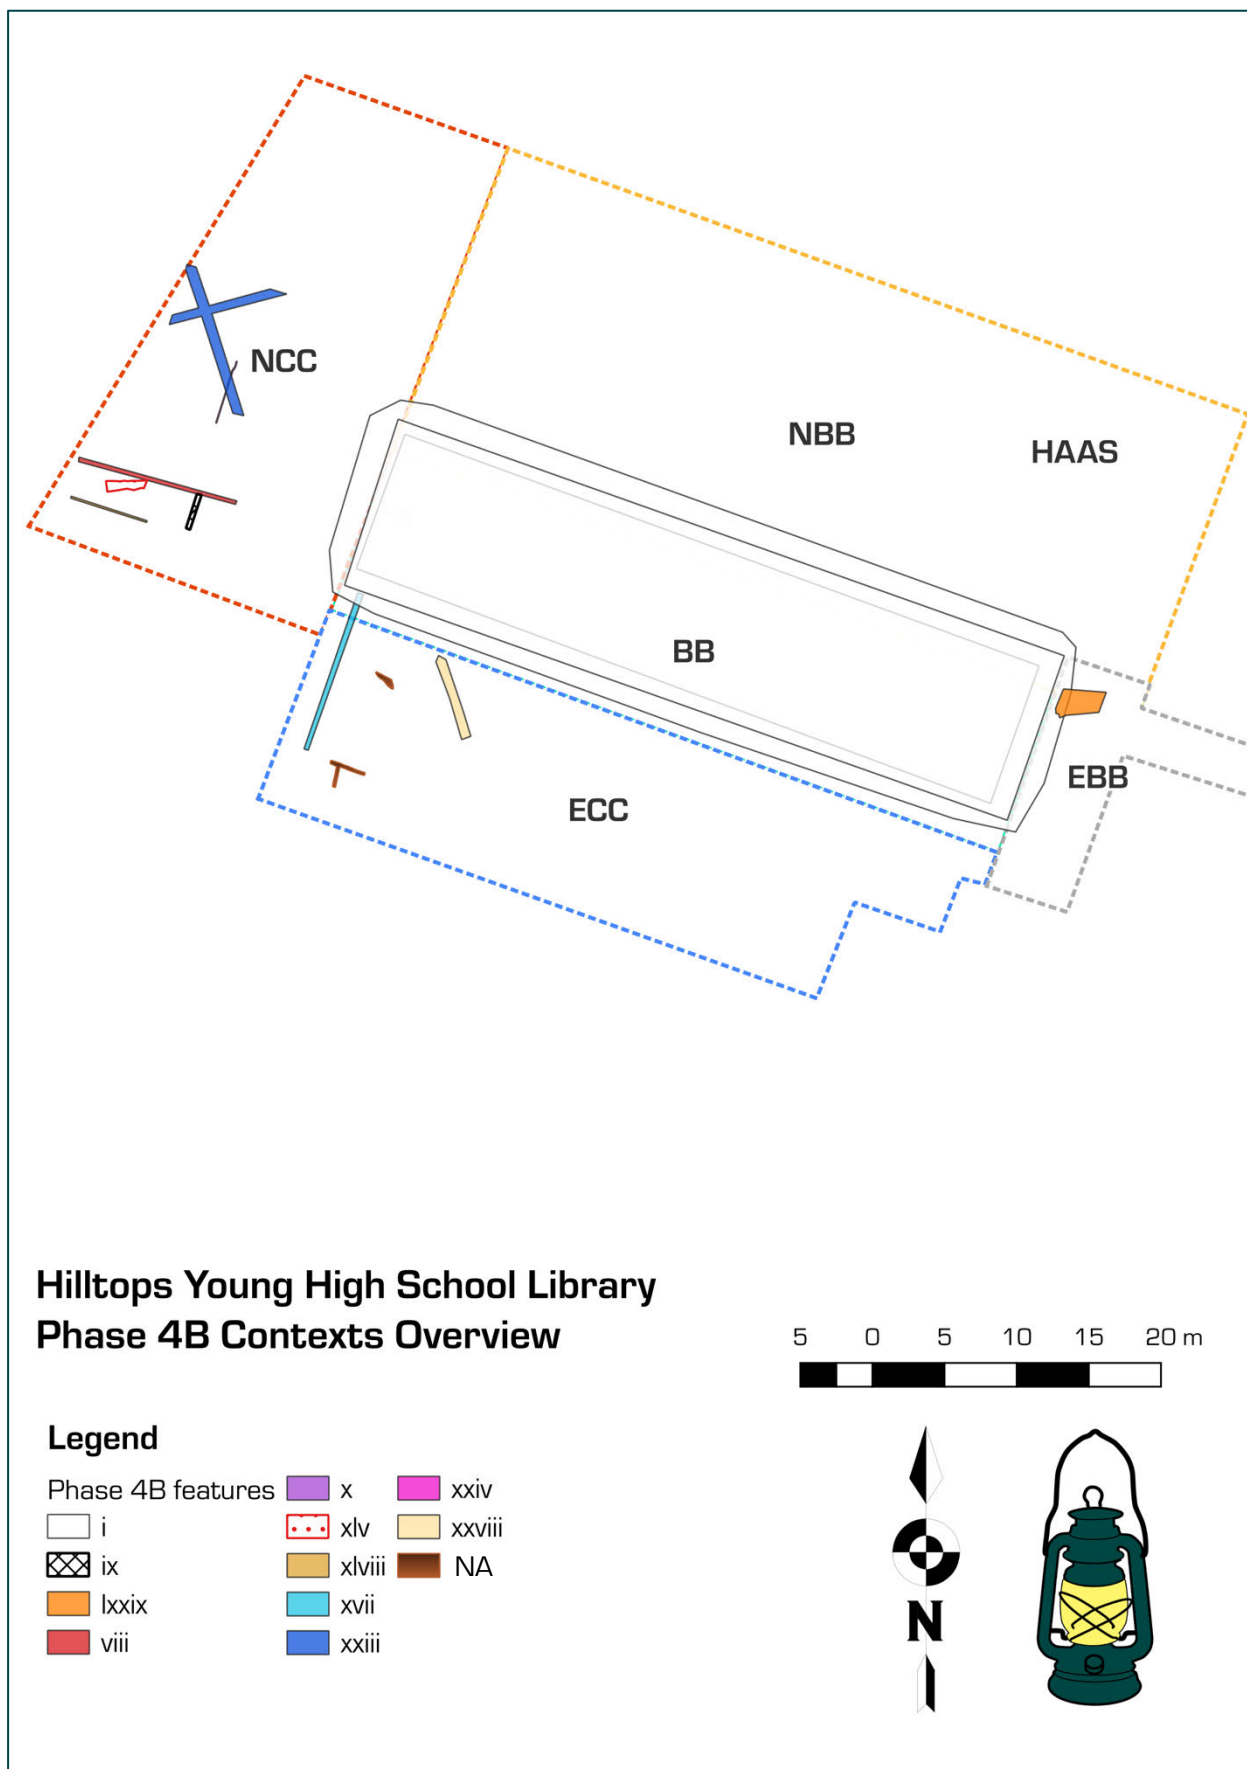 NCC
NBB
HAAS
BB
EBB
ECC
Hilltops Young High School Library
Phase 4B Contexts Overview
5 0 5 10 15 20 m
Legend
Phase 4B features
i
ix
lxxix
viii
x
xlv
xlviii
xvii
xxiii
xxiv
xxviii
NA
N